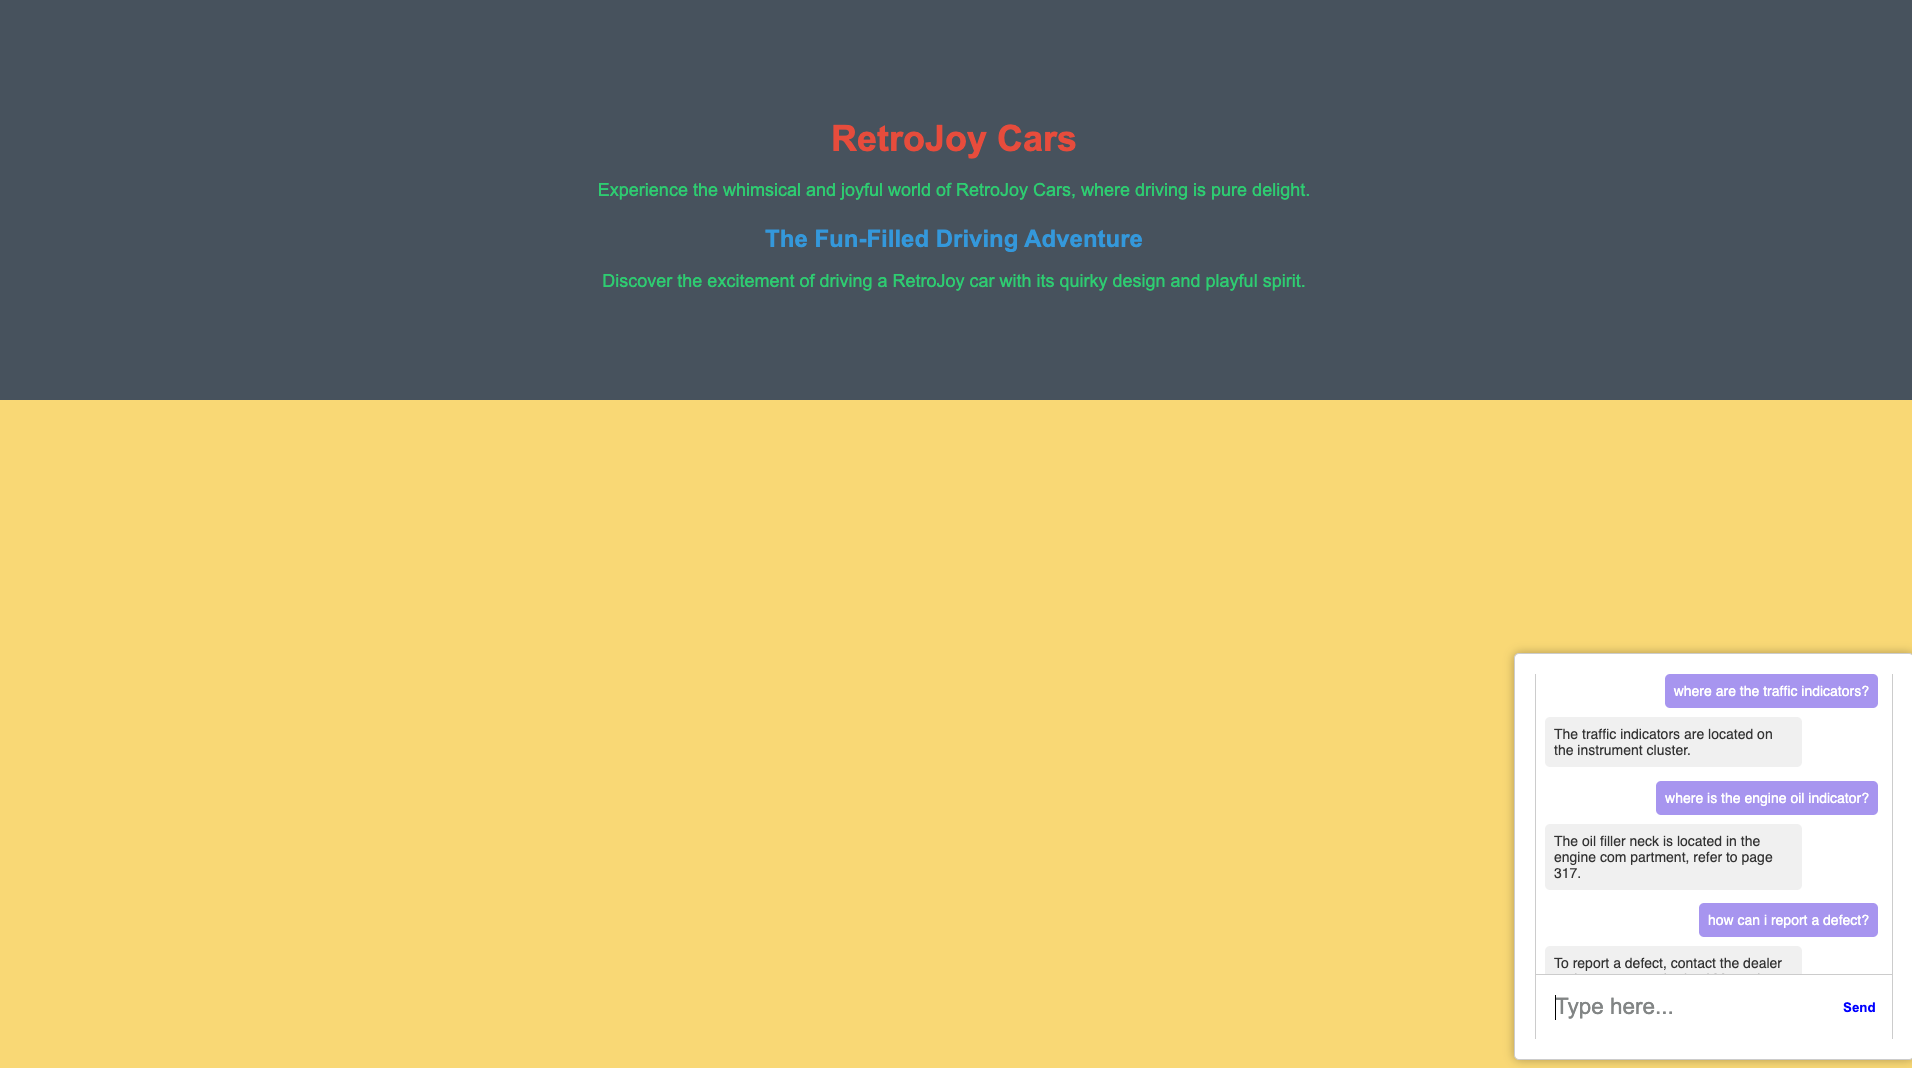 RetroJoy Cars
Experience the whimsical and joyful world of RetroJoy Cars, where driving is pure delight.
The Fun-Filled Driving Adventure
Discover the excitement of driving a RetroJoy car with its quirky design and playful spirit.
where are the traffic indicators?
The traffic indicators are located on
the instrument cluster.
where is the engine oil indicator?
The oil filler neck is located in the
engine com partment, refer to page
317.
how can i report a defect?
To report a defect, contact the dealer
Type here...
Send